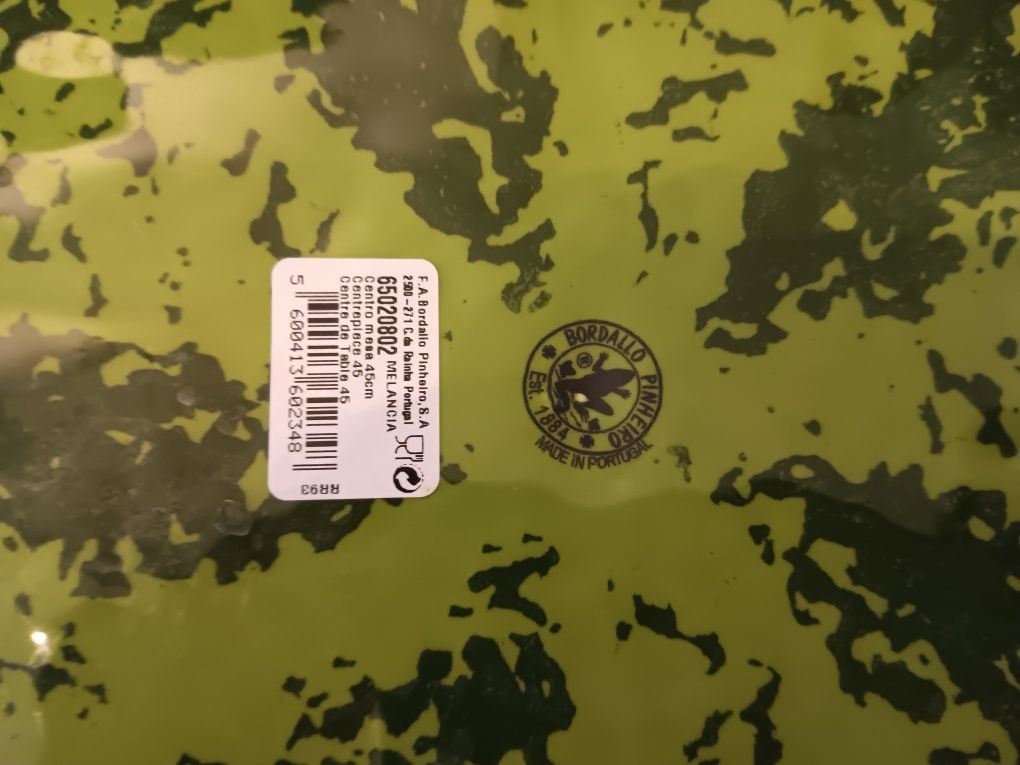 F.A.Bordalio Pinheiro,S.A
2500-271 C.da Rainha Portugal
65020802 MELANCIA
Centro mesa 45cm
Centrepiece 45
Centre de Table 45
5 600413 602348
RR93
BORDALLO PINHEIRO
®
Est. 1884
MADE IN PORTUGAL